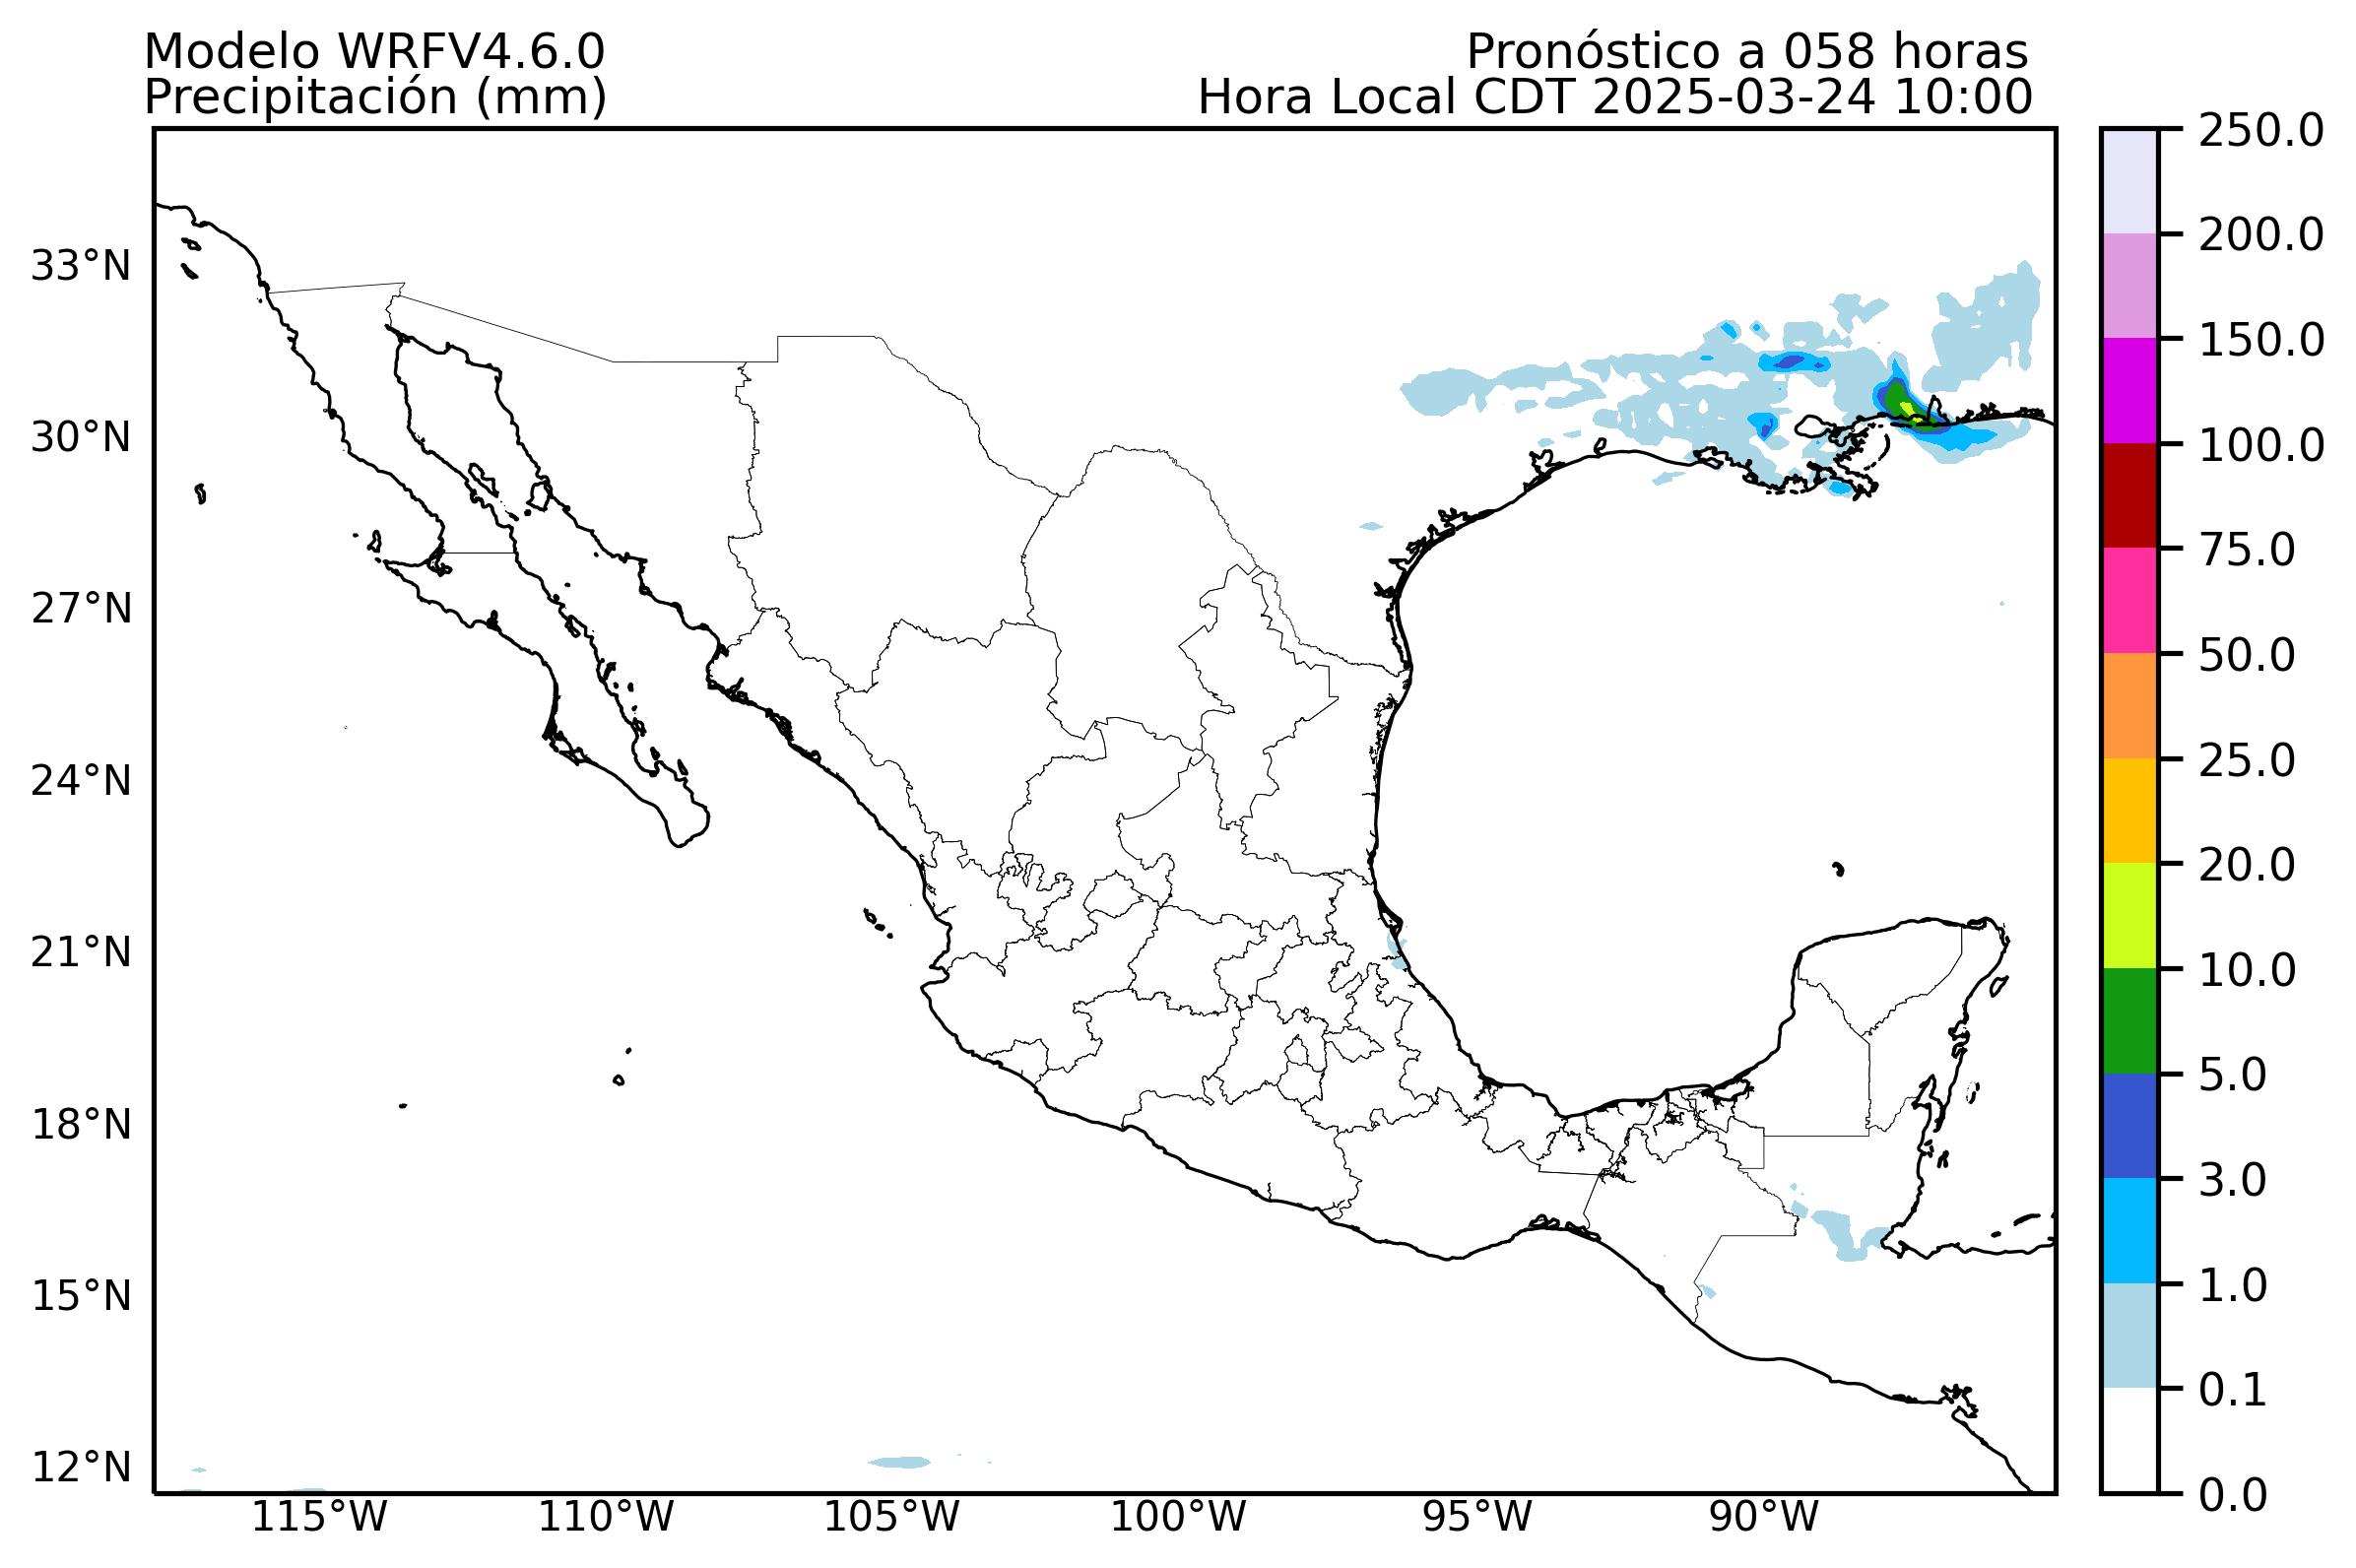 Modelo WRFV4.6.0
Precipitación (mm)
Pronóstico a 058 horas
Hora Local CDT 2025-03-24 10:00
33°N
30°N
27°N
24°N
21°N
18°N
15°N
12°N
115°W
110°W
105°W
100°W
95°W
90°W
250.0
200.0
150.0
100.0
75.0
50.0
25.0
20.0
10.0
5.0
3.0
1.0
0.1
0.0